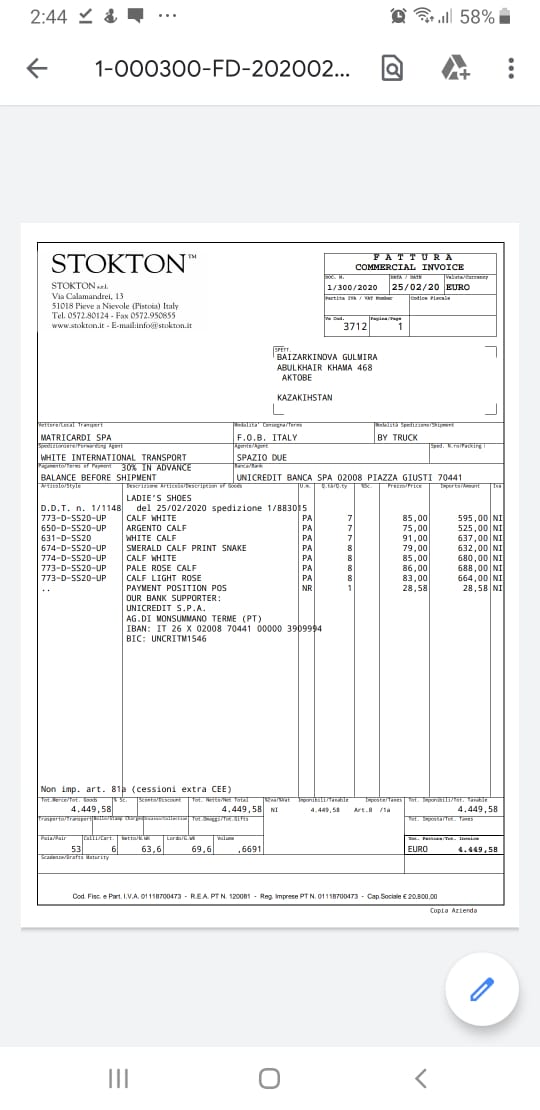 2:44 58%
1-000300-FD-202002...
STOKTON™
STOKTON s.r.l.
Via Calamandrei, 13
51018 Pieve a Nievole (Pistoia) Italy
Tel. 0572.80124 - Fax 0572.950855
www.stokton.it - E-mail:info@stokton.it
FATTURA
COMMERCIAL INVOICE
DOC. N. DATA / DATE Valuta/Currency
1/300/2020 25/02/20 EURO
Partita IVA / VAT Number Codice Fiscale
Vs Cod. Pagina/Page
3712 1
SPETT.
BAIZARKINOVA GULMIRA
ABULKHAIR KHAMA 468
AKTOBE
KAZAKIHSTAN
Vettore/Local Transport Modalita' Consegna/Terms Modalità Spedizione/Shipment
MATRICARDI SPA F.O.B. ITALY BY TRUCK
Spedizioniere/Forwarding Agent Agente/Agent Sped. N.ro/Packing
WHITE INTERNATIONAL TRANSPORT SPAZIO DUE
Pagamento/Terms of Payment 30% IN ADVANCE Banca/Bank
BALANCE BEFORE SHIPMENT UNICREDIT BANCA SPA 02008 PIAZZA GIUSTI 70441
Articolo/Style Descrizione Articolo/Description of Goods U.m. Q.tà/Q.ty %Sc. Prezzo/Price Importo/Amount Iva
LADIE'S SHOES
D.D.T. n. 1/1148 del 25/02/2020 spedizione 1/883015
773-D-SS20-UP CALF WHITE PA 7 85,00 595,00 NI
650-D-SS20-UP ARGENTO CALF PA 7 75,00 525,00 NI
631-D-SS20 WHITE CALF PA 7 91,00 637,00 NI
674-D-SS20-UP SMERALD CALF PRINT SNAKE PA 8 79,00 632,00 NI
774-D-SS20-UP CALF WHITE PA 8 85,00 680,00 NI
773-D-SS20-UP PALE ROSE CALF PA 8 86,00 688,00 NI
773-D-SS20-UP CALF LIGHT ROSE PA 8 83,00 664,00 NI
.. PAYMENT POSITION POS NR 1 28,58 28,58 NI
OUR BANK SUPPORTER:
UNICREDIT S.P.A.
AG.DI MONSUMMANO TERME (PT)
IBAN: IT 26 X 02008 70441 00000 3909994
BIC: UNCRITM1546
Non imp. art. 81a (cessioni extra CEE)
Tot.Merce/Tot. Goods % Sc. Sconto/Discount Tot. Netto/Net Total %Iva/%Vat Imponibili/Taxable Imposte/Taxes Tot. Imponibili/Tot. Taxable
4.449,58 4.449,58 NI 4.449,58 Art.8 /1a 4.449,58
Trasporto/Transport Bollo/Stamp Charges Incasso/Collection Tot.Omaggi/Tot.Gifts Tot. Imposta/Tot. Taxes
Paia/Pair Colli/Cart. Netto/N.WH Lordo/G.WH Volume Tot. Fattura/Tot. Invoice
53 6 63,6 69,6 ,6691 EURO 4.449,58
Scadenze/Drafts Maturity
Cod. Fisc. e Part. I.V.A. 01118700473 - R.E.A. PT N. 120081 - Reg. Imprese PT N. 01118700473 - Cap.Sociale € 20.800,00
Copia Azienda